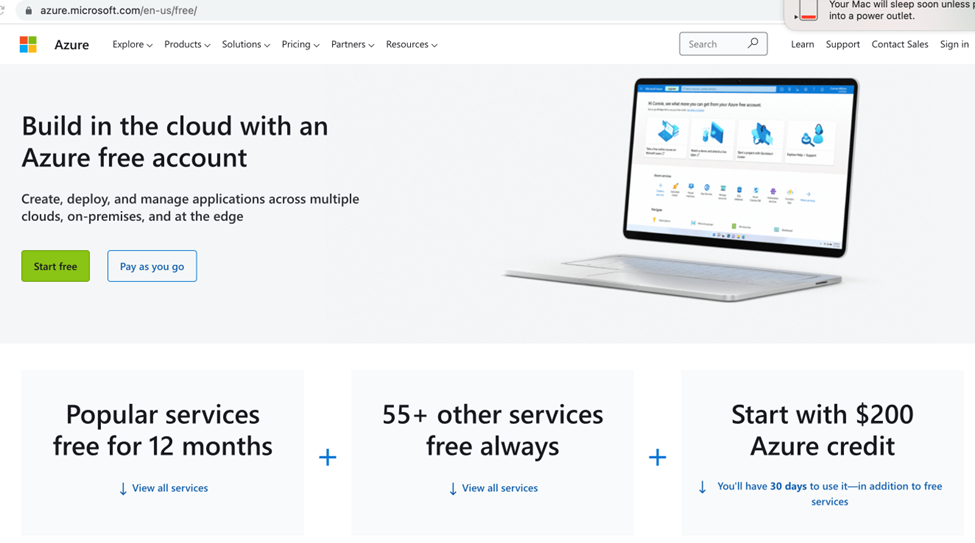 azure.microsoft.com/en-us/free/
Your Mac will sleep soon unless
into a power outlet.
Azure
Explore
Products
Solutions
Pricing
Partners
Resources
Search
Learn
Support
Contact Sales
Sign in
Build in the cloud with an
Azure free account
Create, deploy, and manage applications across multiple
clouds, on-premises, and at the edge
Start free
Pay as you go
Popular services
free for 12 months
View all services
+
55+ other services
free always
View all services
+
Start with $200
Azure credit
You'll have 30 days to use it—in addition to free
services